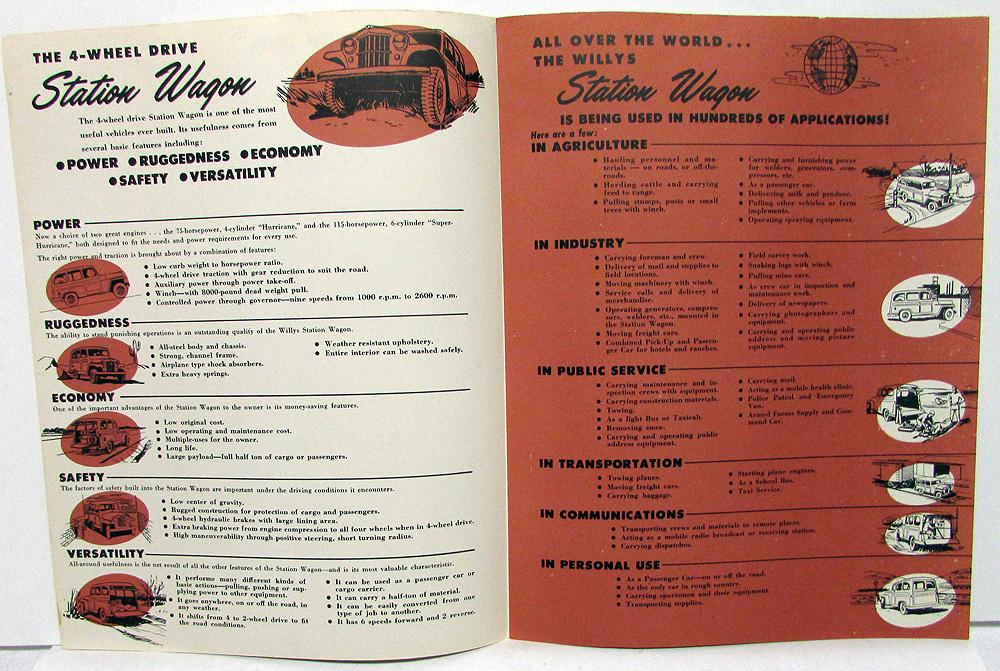 THE 4-WHEEL DRIVE
Station Wagon
The 4-wheel drive Station Wagon is one of the most
useful vehicles ever built. Its usefulness comes from
several basic features including:
●POWER ●RUGGEDNESS ●ECONOMY
●SAFETY ●VERSATILITY
POWER
Now a choice of two great engines . . . the 75-horsepower, 4-cylinder "Hurricane," and the 115-horsepower, 6-cylinder "Super-
Hurricane," both designed to fit the needs and power requirements for every use.
The right power and traction is brought about by a combination of features:
● Low curb weight to horsepower ratio.
● 4-wheel drive traction with gear reduction to suit the road.
● Auxiliary power through power take-off.
● Winch—with 8000-pound dead weight pull.
● Controlled power through governor—nine speeds from 1000 r.p.m. to 2600 r.p.m.
RUGGEDNESS
The ability to stand punishing operations is an outstanding quality of the Willys Station Wagon.
● All-steel body and chassis.
● Strong, channel frame.
● Airplane type shock absorbers.
● Extra heavy springs.
● Weather resistant upholstery.
● Entire interior can be washed safely.
ECONOMY
One of the important advantages of the Station Wagon to the owner is its money-saving features.
● Low original cost.
● Low operating and maintenance cost.
● Multiple-uses for the owner.
● Long life.
● Large payload—full half ton of cargo or passengers.
SAFETY
The factors of safety built into the Station Wagon are important under the driving conditions it encounters.
● Low center of gravity.
● Rugged construction for protection of cargo and passengers.
● 4-wheel hydraulic brakes with large lining area.
● Extra braking power from engine compression to all four wheels when in 4-wheel drive.
● High maneuverability through positive steering, short turning radius.
VERSATILITY
All-around usefulness is the net result of all the other features of the Station Wagon—and is its most valuable characteristic.
● It performs many different kinds of
basic actions—pulling, pushing or sup-
plying power to other equipment.
● It goes anywhere, on or off the road, in
any weather.
● It shifts from 4 to 2-wheel drive to fit
the road conditions.
● It can be used as a passenger car or
cargo carrier.
● It can carry a half-ton of material.
● It can be easily converted from one
type of job to another.
● It has 6 speeds forward and 2 reverse.
ALL OVER THE WORLD...
THE WILLYS
Station Wagon
IS BEING USED IN HUNDREDS OF APPLICATIONS!
Here are a few:
IN AGRICULTURE
● Hauling personnel and ma-
terials — on roads, or off-the-
roads.
● Herding cattle and carrying
feed to range.
● Pulling stumps, posts or small
trees with winch.
● Carrying and furnishing power
for welders, generators, com-
pressors, etc.
● As a passenger car.
● Delivering milk and produce.
● Pulling other vehicles or farm
implements.
● Operating spraying equipment.
IN INDUSTRY
● Carrying foreman and crew.
● Delivery of mail and supplies to
field locations.
● Moving machinery with winch.
● Service calls and delivery of
merchandise.
● Operating generators, compres-
sors, welders, etc., mounted in
the Station Wagon.
● Moving freight cars.
● Combined Pick-Up and Passen-
ger Car for hotels and ranches.
● Field survey work.
● Snaking logs with winch.
● Pulling mine cars.
● As crew car in inspection and
maintenance work.
● Delivery of newspapers.
● Carrying photographers and
equipment.
● Carrying and operating public
address and moving picture
equipment.
IN PUBLIC SERVICE
● Carrying maintenance and in-
spection crews with equipment.
● Carrying construction materials.
● Towing.
● As a light Bus or Taxicab.
● Removing snow.
● Carrying and operating public
address equipment.
● Carrying mail.
● Acting as a mobile health clinic.
● Police Patrol and Emergency
Van.
● Armed Forces Supply and Com-
mand Car.
IN TRANSPORTATION
● Towing planes.
● Moving freight cars.
● Carrying baggage.
● Starting plane engines.
● As a School Bus.
● Taxi Service.
IN COMMUNICATIONS
● Transporting crews and materials to remote places.
● Acting as a mobile radio broadcast or receiving station.
● Carrying dispatches.
IN PERSONAL USE
● As a Passenger Car—on or off the road.
● As the only car in rough country.
● Carrying sportsmen and their equipment.
● Transporting supplies.